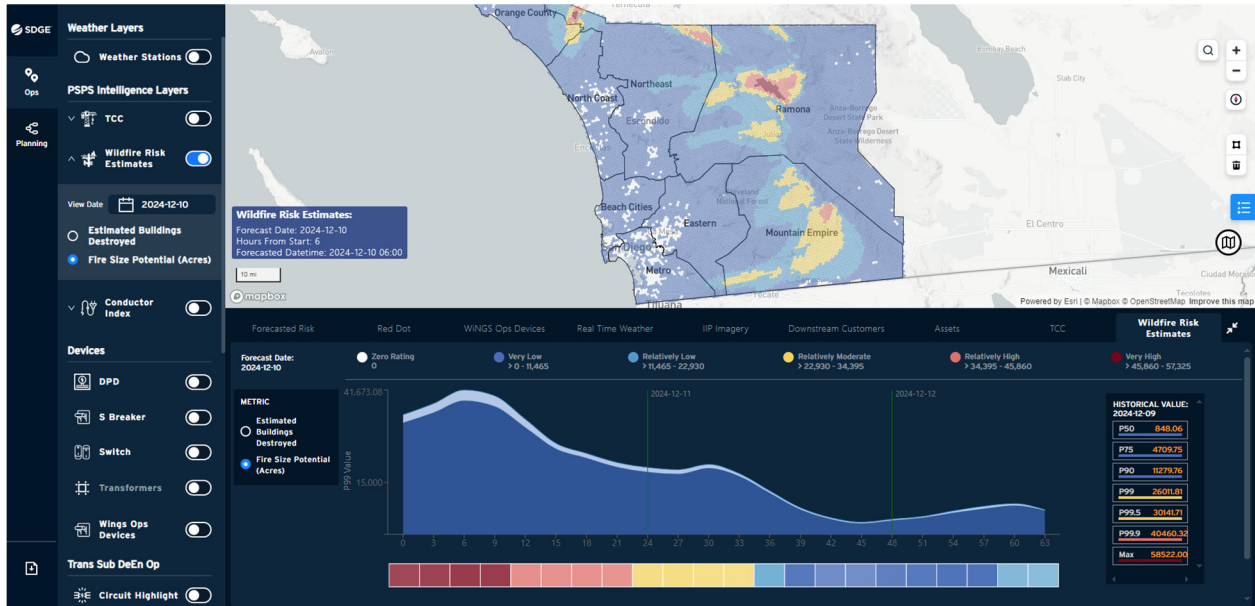 SDGE
Ops
Planning
Weather Layers
Weather Stations
PSPS Intelligence Layers
TCC
Wildfire Risk
Estimates
View Date
2024-12-10
Estimated Buildings
Destroyed
Fire Size Potential (Acres)
Conductor
Index
Devices
DPD
S Breaker
Switch
Transformers
Wings Ops
Devices
Trans Sub DeEn Op
Circuit Highlight
Temecula
Orange County
Avalon
Bombay Beach
Slab City
Northeast
North Coast
Escondido
Ramona
Anza-Borrego
Desert State Park
Anza-Borrego Desert
State Wilderness
Julian
Cleveland
National Forest
Beach Cities
Eastern
Mountain Empire
San Diego
Metro
El Centro
Mexicali
Ciudad Morelos
Tecolotes
Tijuana
Tecate
Wildfire Risk Estimates:
Forecast Date: 2024-12-10
Hours From Start: 6
Forecasted Datetime: 2024-12-10 06:00
10 mi
mapbox
Powered by Esri | © Mapbox © OpenStreetMap Improve this map
Forecasted Risk
Red Dot
WiNGS Ops Devices
Real Time Weather
IIP Imagery
Downstream Customers
Assets
TCC
Wildfire Risk
Estimates
Forecast Date:
2024-12-10
Zero Rating
0
Very Low
> 0 - 11,465
Relatively Low
> 11,465 - 22,930
Relatively Moderate
> 22,930 - 34,395
Relatively High
> 34,395 - 45,860
Very High
> 45,860 - 57,325
METRIC
Estimated
Buildings
Destroyed
Fire Size Potential
(Acres)
P99 Value
41,673.08
15,000
2024-12-11
2024-12-12
0 3 6 9 12 15 18 21 24 27 30 33 36 39 42 45 48 51 54 57 60 63
HISTORICAL VALUE:
2024-12-09
P50 848.06
P75 4709.75
P90 11279.76
P99 26011.81
P99.5 30141.71
P99.9 40460.32
Max 58522.00